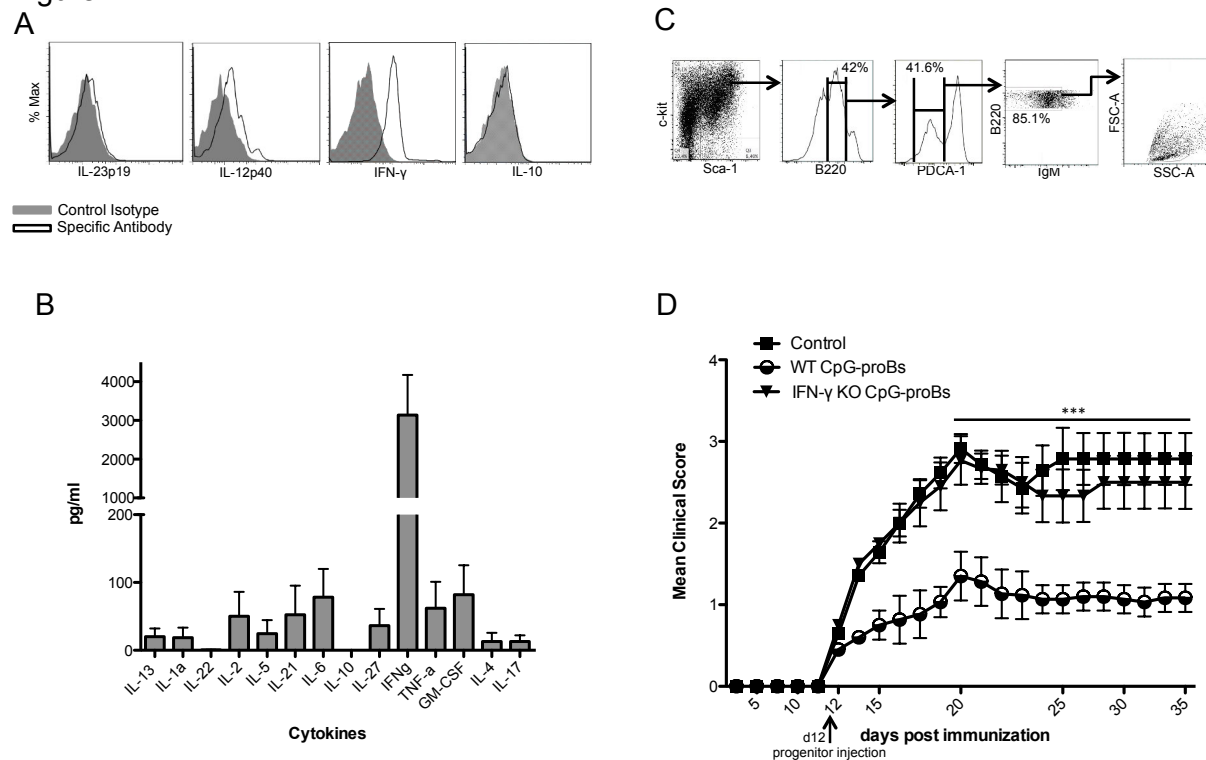 A
% Max
IL-23p19
IL-12p40
IFN-γ
IL-10
Control Isotype
Specific Antibody
C
42%
41.6%
85.1%
c-kit
Sca-1
B220
PDCA-1
B220
IgM
FSC-A
SSC-A
B
pg/ml
4000
3000
2000
1000
200
100
0
IL-13
IL-1a
IL-22
IL-2
IL-5
IL-21
IL-6
IL-10
IL-27
IFNg
TNF-a
GM-CSF
IL-4
IL-17
Cytokines
D
Control
WT CpG-proBs
IFN-γ KO CpG-proBs
***
Mean Clinical Score
4
3
2
1
0
5
10
12
15
20
25
30
35
d12
progenitor injection
days post immunization